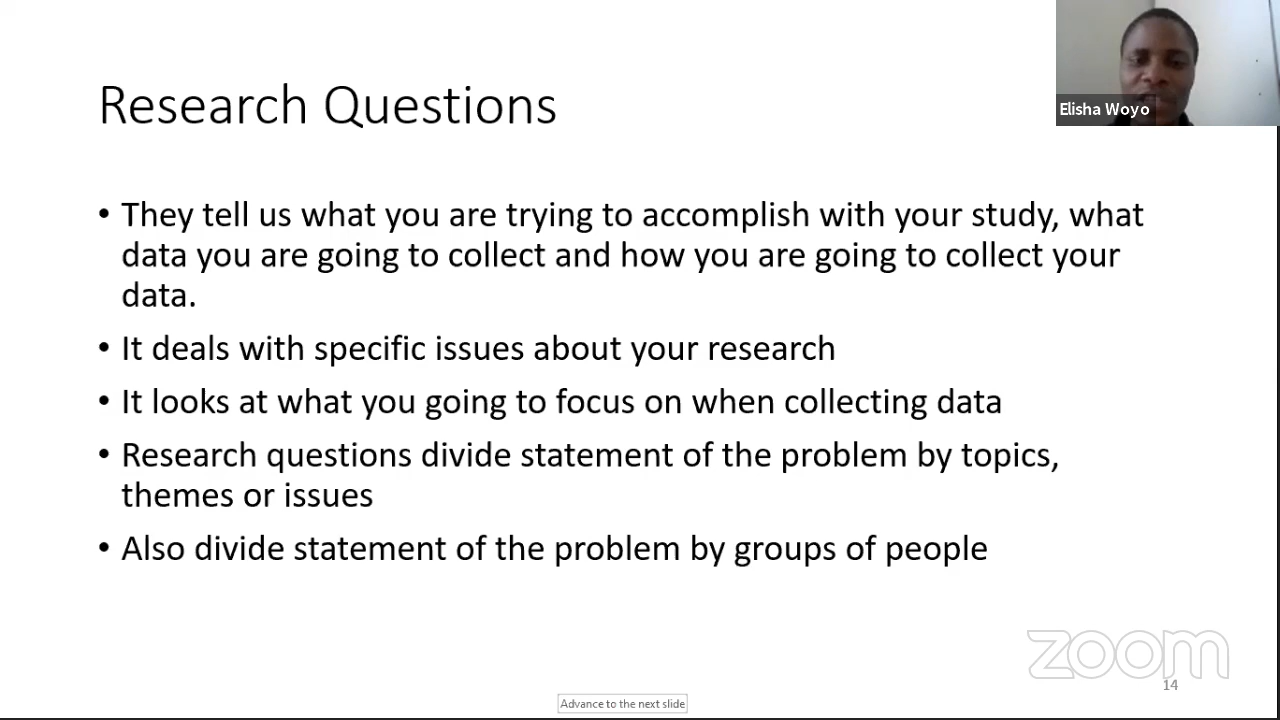 Research Questions
Elisha Woyo
• They tell us what you are trying to accomplish with your study, what
data you are going to collect and how you are going to collect your
data.
• It deals with specific issues about your research
• It looks at what you going to focus on when collecting data
• Research questions divide statement of the problem by topics,
themes or issues
• Also divide statement of the problem by groups of people
zoom
14
Advance to the next slide